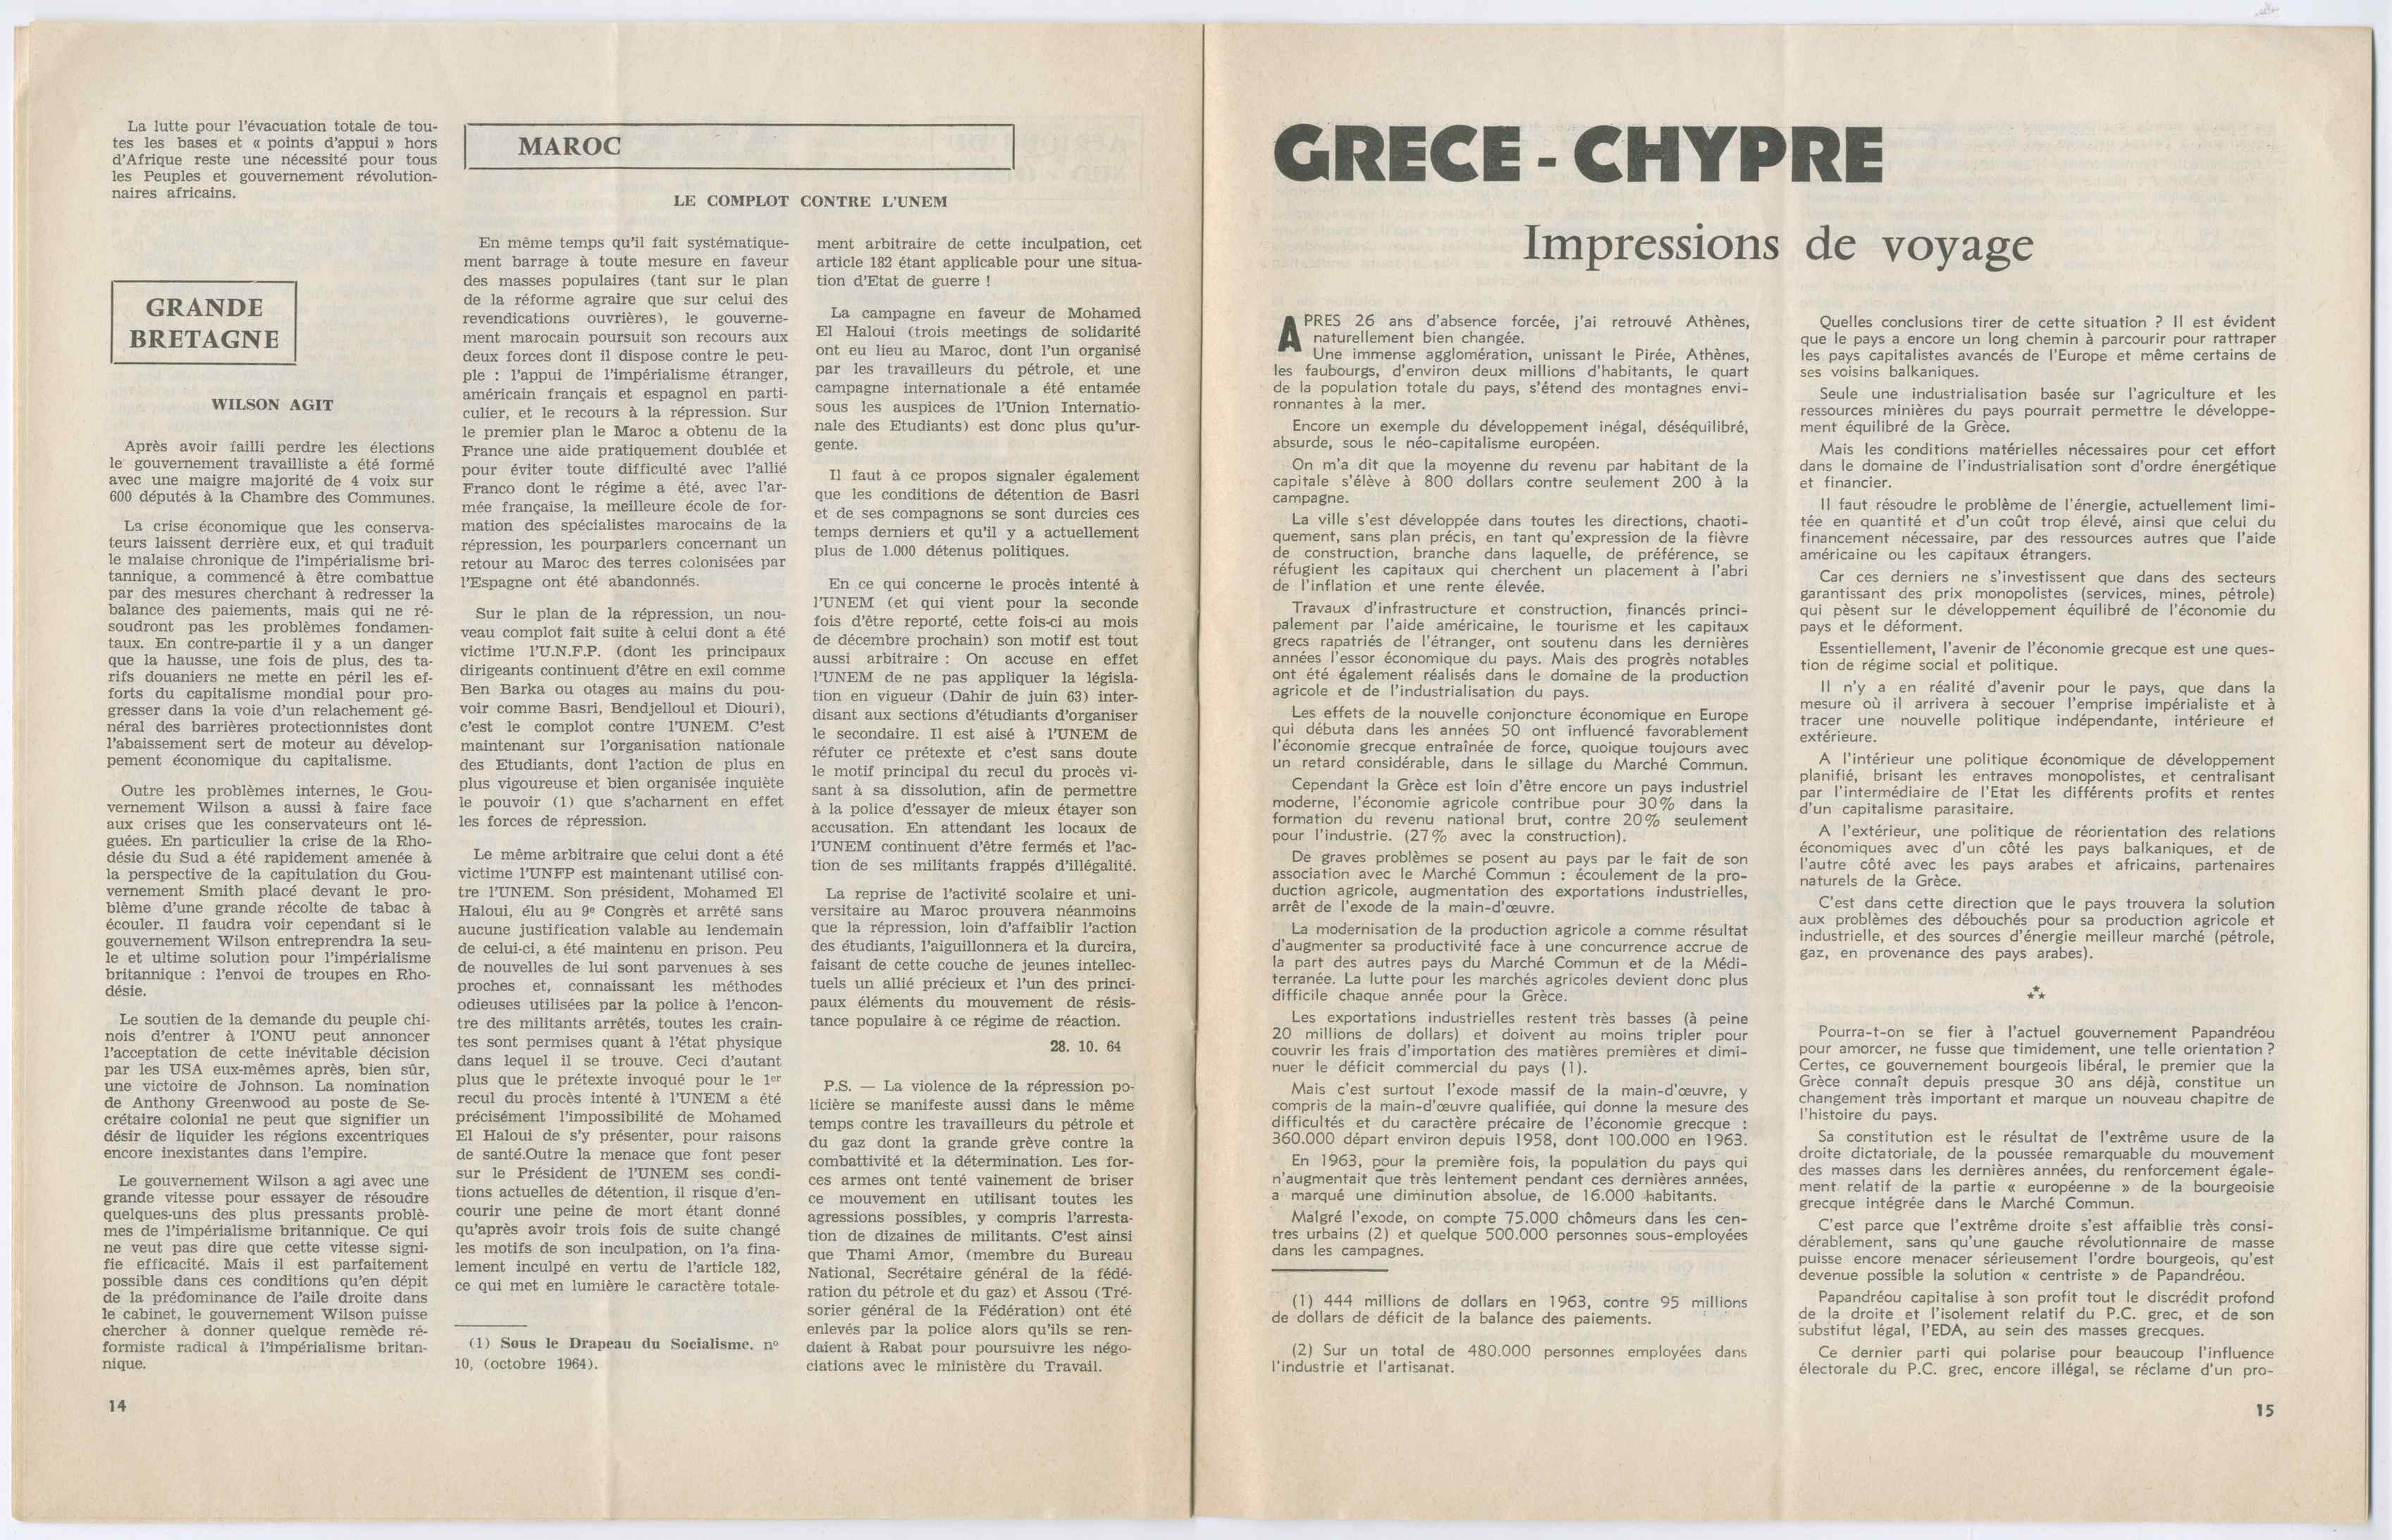 La lutte pour l'évacuation totale de tou-
tes les bases et « points d'appui » hors
d'Afrique reste une nécessité pour tous
les Peuples et gouvernement révolution-
naires africains.
GRANDE
BRETAGNE
WILSON AGIT
Après avoir failli perdre les élections
le gouvernement travailliste a été formé
avec une maigre majorité de 4 voix sur
600 députés à la Chambre des Communes.
La crise économique que les conserva-
teurs laissent derrière eux, et qui traduit
le malaise chronique de l'impérialisme bri-
tannique, a commencé à être combattue
par des mesures cherchant à redresser la
balance des paiements, mais qui ne ré-
soudront pas les problèmes fondamen-
taux. En contre-partie il y a un danger
que la hausse, une fois de plus, des ta-
rifs douaniers ne mette en péril les ef-
forts du capitalisme mondial pour pro-
gresser dans la voie d'un relachement gé-
néral des barrières protectionnistes dont
l'abaissement sert de moteur au dévelop-
pement économique du capitalisme.
Outre les problèmes internes, le Gou-
vernement Wilson a aussi à faire face
aux crises que les conservateurs ont lé-
guées. En particulier la crise de la Rho-
désie du Sud a été rapidement amenée à
la perspective de la capitulation du Gou-
vernement Smith placé devant le pro-
blème d'une grande récolte de tabac à
écouler. Il faudra voir cependant si le
gouvernement Wilson entreprendra la seu-
le et ultime solution pour l'impérialisme
britannique : l'envoi de troupes en Rho-
désie.
Le soutien de la demande du peuple chi-
nois d'entrer à l'ONU peut annoncer
l'acceptation de cette inévitable décision
par les USA eux-mêmes après, bien sûr,
une victoire de Johnson. La nomination
de Anthony Greenwood au poste de Se-
crétaire colonial ne peut que signifier un
désir de liquider les régions excentriques
encore inexistantes dans l'empire.
Le gouvernement Wilson a agi avec une
grande vitesse pour essayer de résoudre
quelques-uns des plus pressants problè-
mes de l'impérialisme britannique. Ce qui
ne veut pas dire que cette vitesse signi-
fie efficacité. Mais il est parfaitement
possible dans ces conditions qu'en dépit
de la prédominance de l'aile droite dans
le cabinet, le gouvernement Wilson puisse
chercher à donner quelque remède ré-
formiste radical à l'impérialisme britan-
nique.
14
MAROC
LE COMPLOT CONTRE L'UNEM
En même temps qu'il fait systématique-
ment barrage à toute mesure en faveur
des masses populaires (tant sur le plan
de la réforme agraire que sur celui des
revendications ouvrières), le gouverne-
ment marocain poursuit son recours aux
deux forces dont il dispose contre le peu-
ple : l'appui de l'impérialisme étranger,
américain français et espagnol en parti-
culier, et le recours à la répression. Sur
le premier plan le Maroc a obtenu de la
France une aide pratiquement doublée et
pour éviter toute difficulté avec l'allié
Franco dont le régime a été, avec l'ar-
mée française, la meilleure école de for-
mation des spécialistes marocains de la
répression, les pourparlers concernant un
retour au Maroc des terres colonisées par
l'Espagne ont été abandonnés.
Sur le plan de la répression, un nou-
veau complot fait suite à celui dont a été
victime l'U.N.F.P. (dont les principaux
dirigeants continuent d'être en exil comme
Ben Barka ou otages au mains du pou-
voir comme Basri, Bendjelloul et Diouri),
c'est le complot contre l'UNEM. C'est
maintenant sur l'organisation nationale
des Etudiants, dont l'action de plus en
plus vigoureuse et bien organisée inquiète
le pouvoir (1) que s'acharnent en effet
les forces de répression.
Le même arbitraire que celui dont a été
victime l'UNFP est maintenant utilisé con-
tre l'UNEM. Son président, Mohamed El
Haloui, élu au 9e Congrès et arrêté sans
aucune justification valable au lendemain
de celui-ci, a été maintenu en prison. Peu
de nouvelles de lui sont parvenues à ses
proches et, connaissant les méthodes
odieuses utilisées par la police à l'encon-
tre des militants arrêtés, toutes les crain-
tes sont permises quant à l'état physique
dans lequel il se trouve. Ceci d'autant
plus que le prétexte invoqué pour le 1er
recul du procès intenté à l'UNEM a été
précisément l'impossibilité de Mohamed
El Haloui de s'y présenter, pour raisons
de santé.Outre la menace que font peser
sur le Président de l'UNEM ses condi-
tions actuelles de détention, il risque d'en-
courir une peine de mort étant donné
qu'après avoir trois fois de suite changé
les motifs de son inculpation, on l'a fina-
lement inculpé en vertu de l'article 182,
ce qui met en lumière le caractère totale-
(1) Sous le Drapeau du Socialisme. n°
10, (octobre 1964).
ment arbitraire de cette inculpation, cet
article 182 étant applicable pour une situa-
tion d'Etat de guerre !
La campagne en faveur de Mohamed
El Haloui (trois meetings de solidarité
ont eu lieu au Maroc, dont l'un organisé
par les travailleurs du pétrole, et une
campagne internationale a été entamée
sous les auspices de l'Union Internatio-
nale des Etudiants) est donc plus qu'ur-
gente.
Il faut à ce propos signaler également
que les conditions de détention de Basri
et de ses compagnons se sont durcies ces
temps derniers et qu'il y a actuellement
plus de 1.000 détenus politiques.
En ce qui concerne le procès intenté à
l'UNEM (et qui vient pour la seconde
fois d'être reporté, cette fois-ci au mois
de décembre prochain) son motif est tout
aussi arbitraire : On accuse en effet
l'UNEM de ne pas appliquer la législa-
tion en vigueur (Dahir de juin 63) inter-
disant aux sections d'étudiants d'organiser
le secondaire. Il est aisé à l'UNEM de
réfuter ce prétexte et c'est sans doute
le motif principal du recul du procès vi-
sant à sa dissolution, afin de permettre
à la police d'essayer de mieux étayer son
accusation. En attendant les locaux de
l'UNEM continuent d'être fermés et l'ac-
tion de ses militants frappés d'illégalité.
La reprise de l'activité scolaire et uni-
versitaire au Maroc prouvera néanmoins
que la répression, loin d'affaiblir l'action
des étudiants, l'aiguillonnera et la durcira,
faisant de cette couche de jeunes intellec-
tuels un allié précieux et l'un des princi-
paux éléments du mouvement de résis-
tance populaire à ce régime de réaction.
28. 10. 64
P.S. — La violence de la répression po-
licière se manifeste aussi dans le même
temps contre les travailleurs du pétrole et
du gaz dont la grande grève contre la
combattivité et la détermination. Les for-
ces armes ont tenté vainement de briser
ce mouvement en utilisant toutes les
agressions possibles, y compris l'arresta-
tion de dizaines de militants. C'est ainsi
que Thami Amor, (membre du Bureau
National, Secrétaire général de la fédé-
ration du pétrole et du gaz) et Assou (Tré-
sorier général de la Fédération) ont été
enlevés par la police alors qu'ils se ren-
daient à Rabat pour poursuivre les négo-
ciations avec le ministère du Travail.
GRECE - CHYPRE
Impressions de voyage
APRES 26 ans d'absence forcée, j'ai retrouvé Athènes,
naturellement bien changée.
Une immense agglomération, unissant le Pirée, Athènes,
les faubourgs, d'environ deux millions d'habitants, le quart
de la population totale du pays, s'étend des montagnes envi-
ronnantes à la mer.
Encore un exemple du développement inégal, déséquilibré,
absurde, sous le néo-capitalisme européen.
On m'a dit que la moyenne du revenu par habitant de la
capitale s'élève à 800 dollars contre seulement 200 à la
campagne.
La ville s'est développée dans toutes les directions, chaoti-
quement, sans plan précis, en tant qu'expression de la fièvre
de construction, branche dans laquelle, de préférence, se
réfugient les capitaux qui cherchent un placement à l'abri
de l'inflation et une rente élevée.
Travaux d'infrastructure et construction, financés princi-
palement par l'aide américaine, le tourisme et les capitaux
grecs rapatriés de l'étranger, ont soutenu dans les dernières
années l'essor économique du pays. Mais des progrès notables
ont été également réalisés dans le domaine de la production
agricole et de l'industrialisation du pays.
Les effets de la nouvelle conjoncture économique en Europe
qui débuta dans les années 50 ont influencé favorablement
l'économie grecque entraînée de force, quoique toujours avec
un retard considérable, dans le sillage du Marché Commun.
Cependant la Grèce est loin d'être encore un pays industriel
moderne, l'économie agricole contribue pour 30% dans la
formation du revenu national brut, contre 20% seulement
pour l'industrie. (27% avec la construction).
De graves problèmes se posent au pays par le fait de son
association avec le Marché Commun : écoulement de la pro-
duction agricole, augmentation des exportations industrielles,
arrêt de l'exode de la main-d'œuvre.
La modernisation de la production agricole a comme résultat
d'augmenter sa productivité face à une concurrence accrue de
la part des autres pays du Marché Commun et de la Médi-
terranée. La lutte pour les marchés agricoles devient donc plus
difficile chaque année pour la Grèce.
Les exportations industrielles restent très basses (à peine
20 millions de dollars) et doivent au moins tripler pour
couvrir les frais d'importation des matières premières et dimi-
nuer le déficit commercial du pays (1).
Mais c'est surtout l'exode massif de la main-d'œuvre, y
compris de la main-d'œuvre qualifiée, qui donne la mesure des
difficultés et du caractère précaire de l'économie grecque :
360.000 départ environ depuis 1958, dont 100.000 en 1963.
En 1963, pour la première fois, la population du pays qui
n'augmentait que très lentement pendant ces dernières années,
a marqué une diminution absolue, de 16.000 habitants.
Malgré l'exode, on compte 75.000 chômeurs dans les cen-
tres urbains (2) et quelque 500.000 personnes sous-employées
dans les campagnes.
(1) 444 millions de dollars en 1963, contre 95 millions
de dollars de déficit de la balance des paiements.
(2) Sur un total de 480.000 personnes employées dans
l'industrie et l'artisanat.
Quelles conclusions tirer de cette situation ? Il est évident
que le pays a encore un long chemin à parcourir pour rattraper
les pays capitalistes avancés de l'Europe et même certains de
ses voisins balkaniques.
Seule une industrialisation basée sur l'agriculture et les
ressources minières du pays pourrait permettre le développe-
ment équilibré de la Grèce.
Mais les conditions matérielles nécessaires pour cet effort
dans le domaine de l'industrialisation sont d'ordre énergétique
et financier.
Il faut résoudre le problème de l'énergie, actuellement limi-
tée en quantité et d'un coût trop élevé, ainsi que celui du
financement nécessaire, par des ressources autres que l'aide
américaine ou les capitaux étrangers.
Car ces derniers ne s'investissent que dans des secteurs
garantissant des prix monopolistes (services, mines, pétrole)
qui pèsent sur le développement équilibré de l'économie du
pays et le déforment.
Essentiellement, l'avenir de l'économie grecque est une ques-
tion de régime social et politique.
Il n'y a en réalité d'avenir pour le pays, que dans la
mesure où il arrivera à secouer l'emprise impérialiste et à
tracer une nouvelle politique indépendante, intérieure et
extérieure.
A l'intérieur une politique économique de développement
planifié, brisant les entraves monopolistes, et centralisant
par l'intermédiaire de l'Etat les différents profits et rentes
d'un capitalisme parasitaire.
A l'extérieur, une politique de réorientation des relations
économiques avec d'un côté les pays balkaniques, et de
l'autre côté avec les pays arabes et africains, partenaires
naturels de la Grèce.
C'est dans cette direction que le pays trouvera la solution
aux problèmes des débouchés pour sa production agricole et
industrielle, et des sources d'énergie meilleur marché (pétrole,
gaz, en provenance des pays arabes).
⁂
Pourra-t-on se fier à l'actuel gouvernement Papandréou
pour amorcer, ne fusse que timidement, une telle orientation ?
Certes, ce gouvernement bourgeois libéral, le premier que la
Grèce connaît depuis presque 30 ans déjà, constitue un
changement très important et marque un nouveau chapitre de
l'histoire du pays.
Sa constitution est le résultat de l'extrême usure de la
droite dictatoriale, de la poussée remarquable du mouvement
des masses dans les dernières années, du renforcement égale-
ment relatif de la partie « européenne » de la bourgeoisie
grecque intégrée dans le Marché Commun.
C'est parce que l'extrême droite s'est affaiblie très consi-
dérablement, sans qu'une gauche révolutionnaire de masse
puisse encore menacer sérieusement l'ordre bourgeois, qu'est
devenue possible la solution « centriste » de Papandréou.
Papandréou capitalise à son profit tout le discrédit profond
de la droite et l'isolement relatif du P.C. grec, et de son
substitut légal, l'EDA, au sein des masses grecques.
Ce dernier parti qui polarise pour beaucoup l'influence
électorale du P.C. grec, encore illégal, se réclame d'un pro-
15